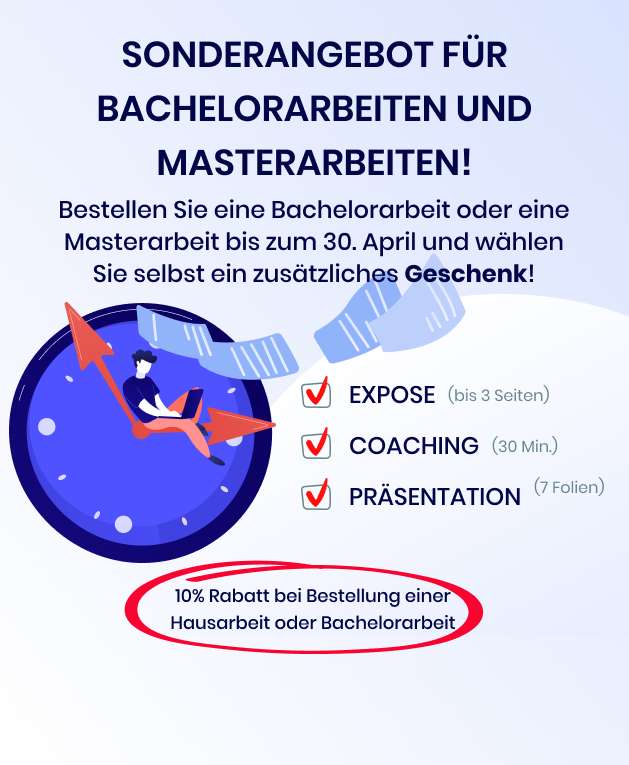 SONDERANGEBOT FÜR
BACHELORARBEITEN UND
MASTERARBEITEN!
Bestellen Sie eine Bachelorarbeit oder eine
Masterarbeit bis zum 30. April und wählen
Sie selbst ein zusätzliches Geschenk!
EXPOSE (bis 3 Seiten)
COACHING (30 Min.)
PRÄSENTATION (7 Folien)
10% Rabatt bei Bestellung einer
Hausarbeit oder Bachelorarbeit